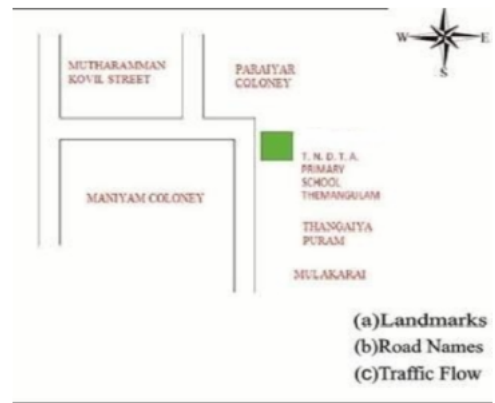 W
E
S
MUTHARAMMAN
KOVIL STREET
PARAIYAR
COLONEY
T. N. D. T. A.
PRIMARY
SCHOOL
THEMANGULAM
MANIYAM COLONEY
THANGAIYA
PURAM
MULAKARAI
(a)Landmarks
(b)Road Names
(C)Traffic Flow